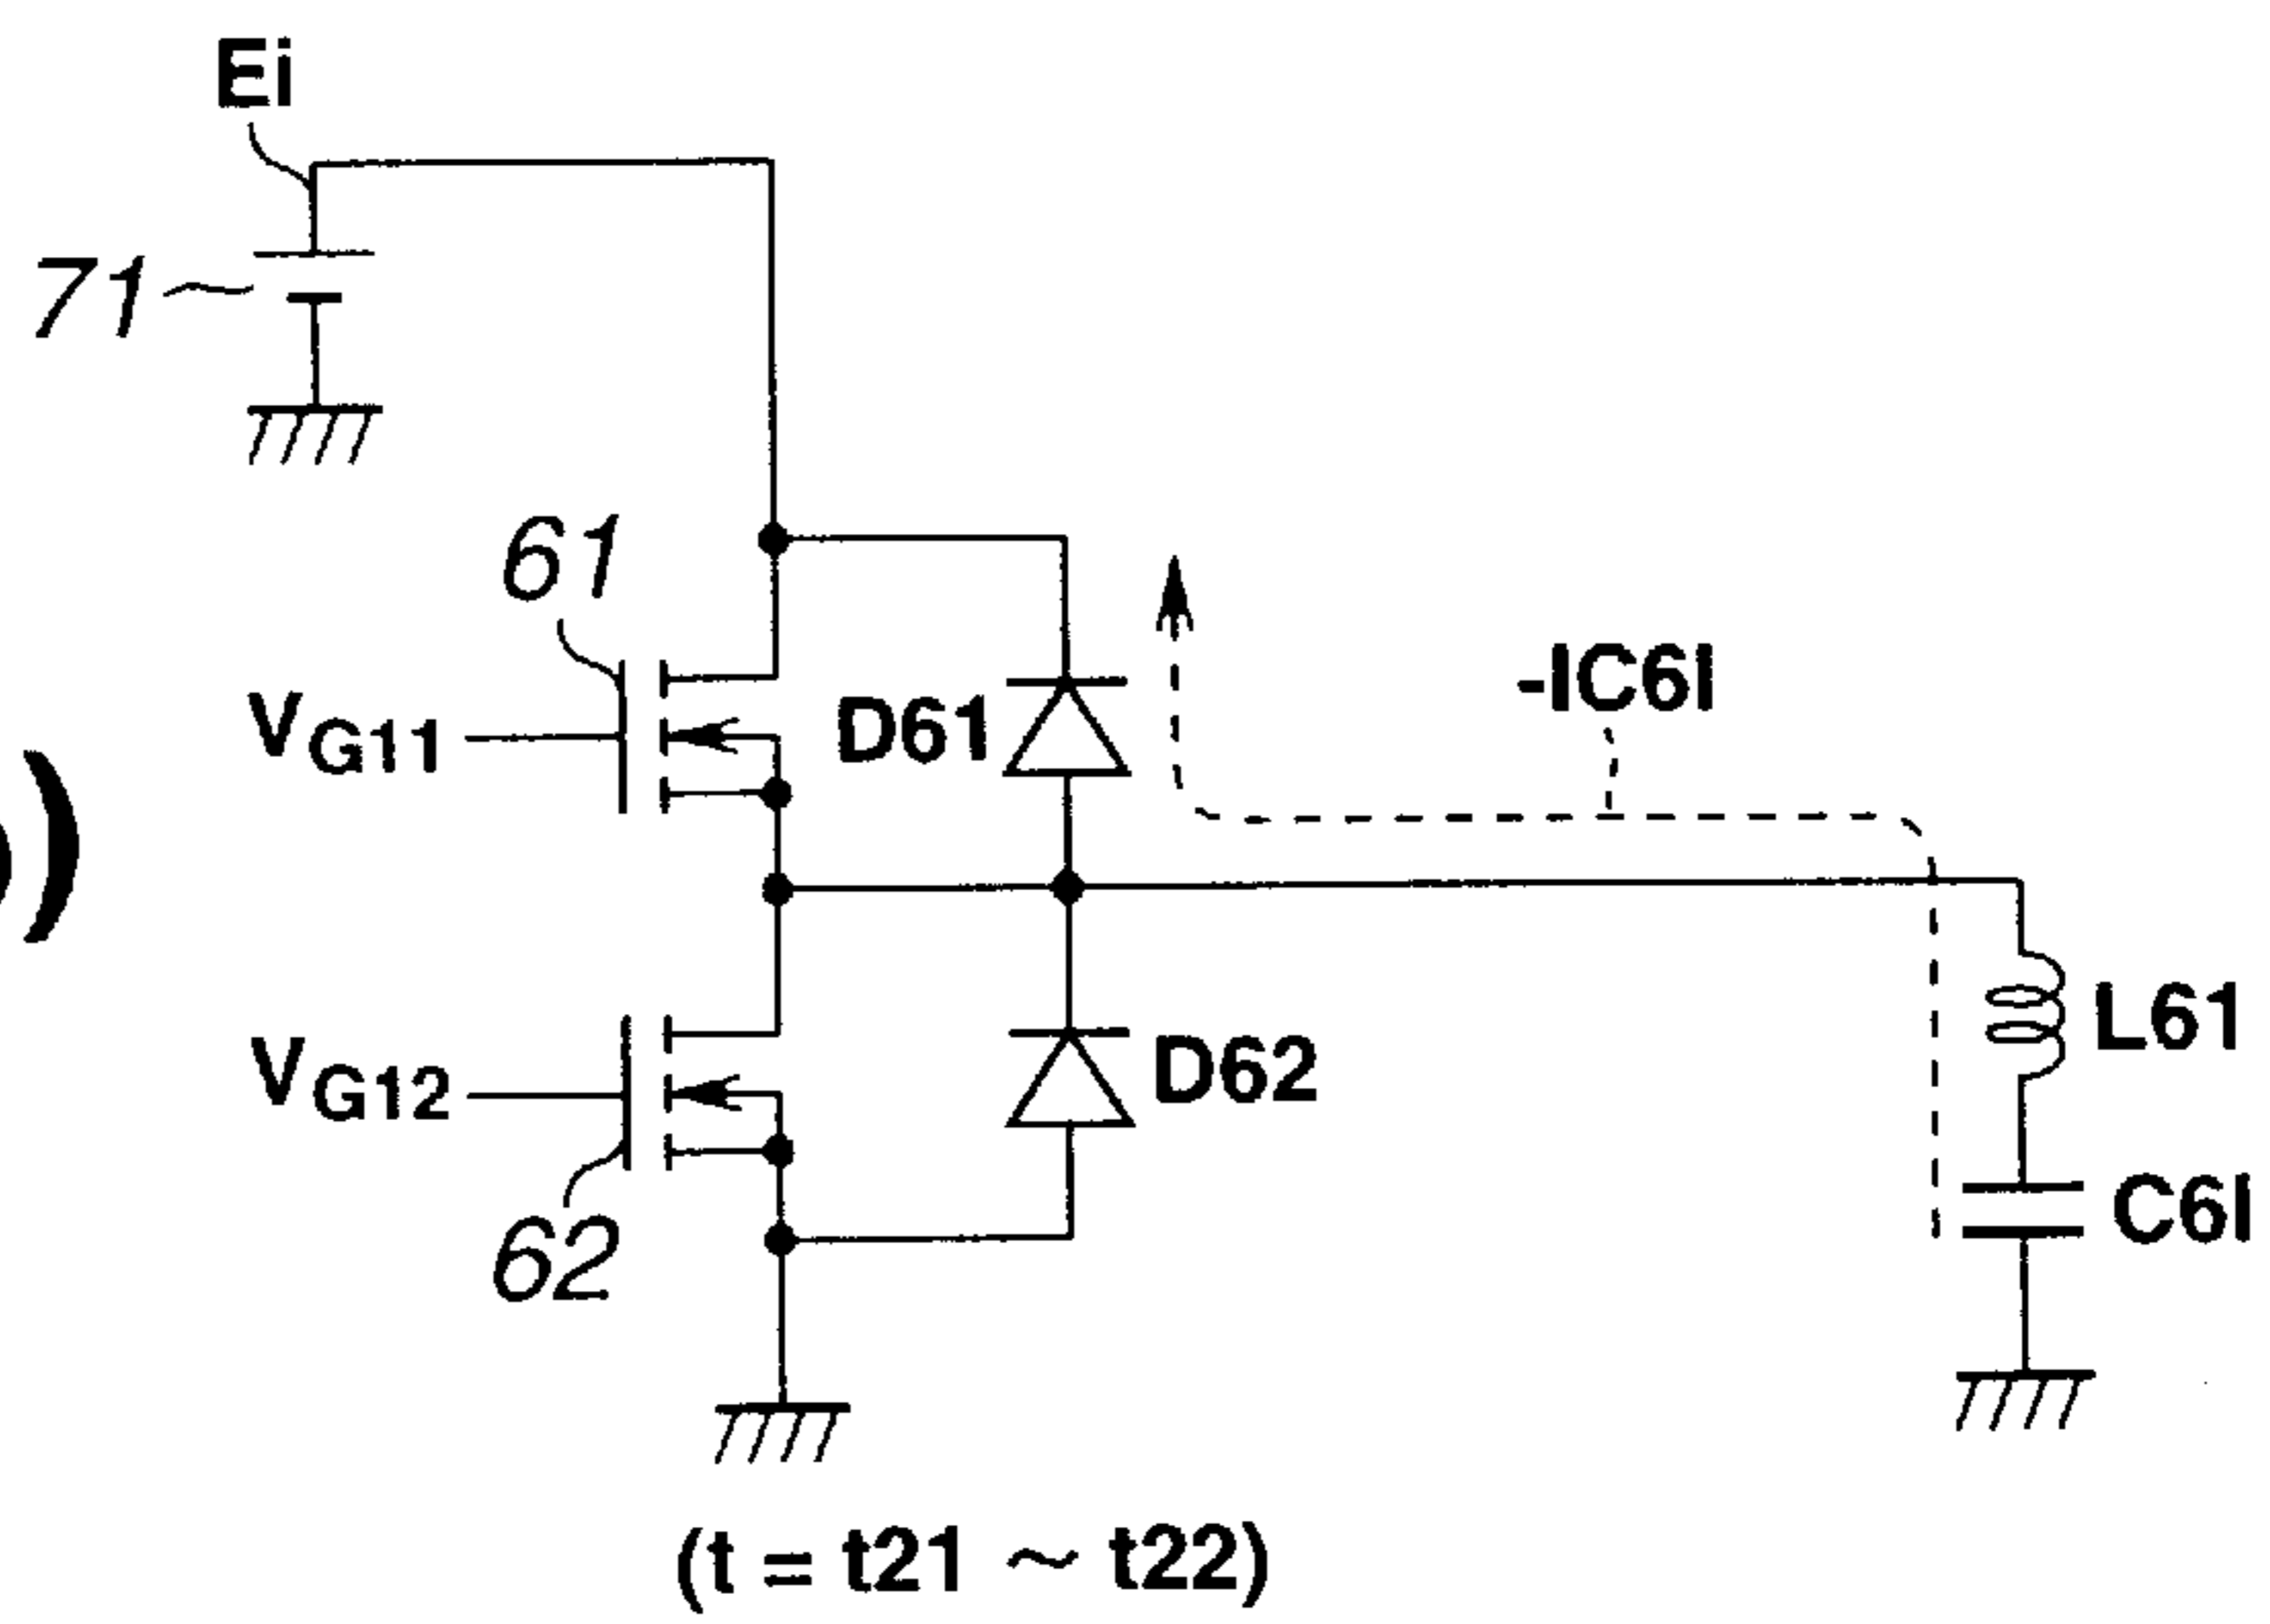 Ei
71
61
-IC6i
VG11
D61
)
L61
VG12
D62
C6i
62
(t = t21 ~ t22)